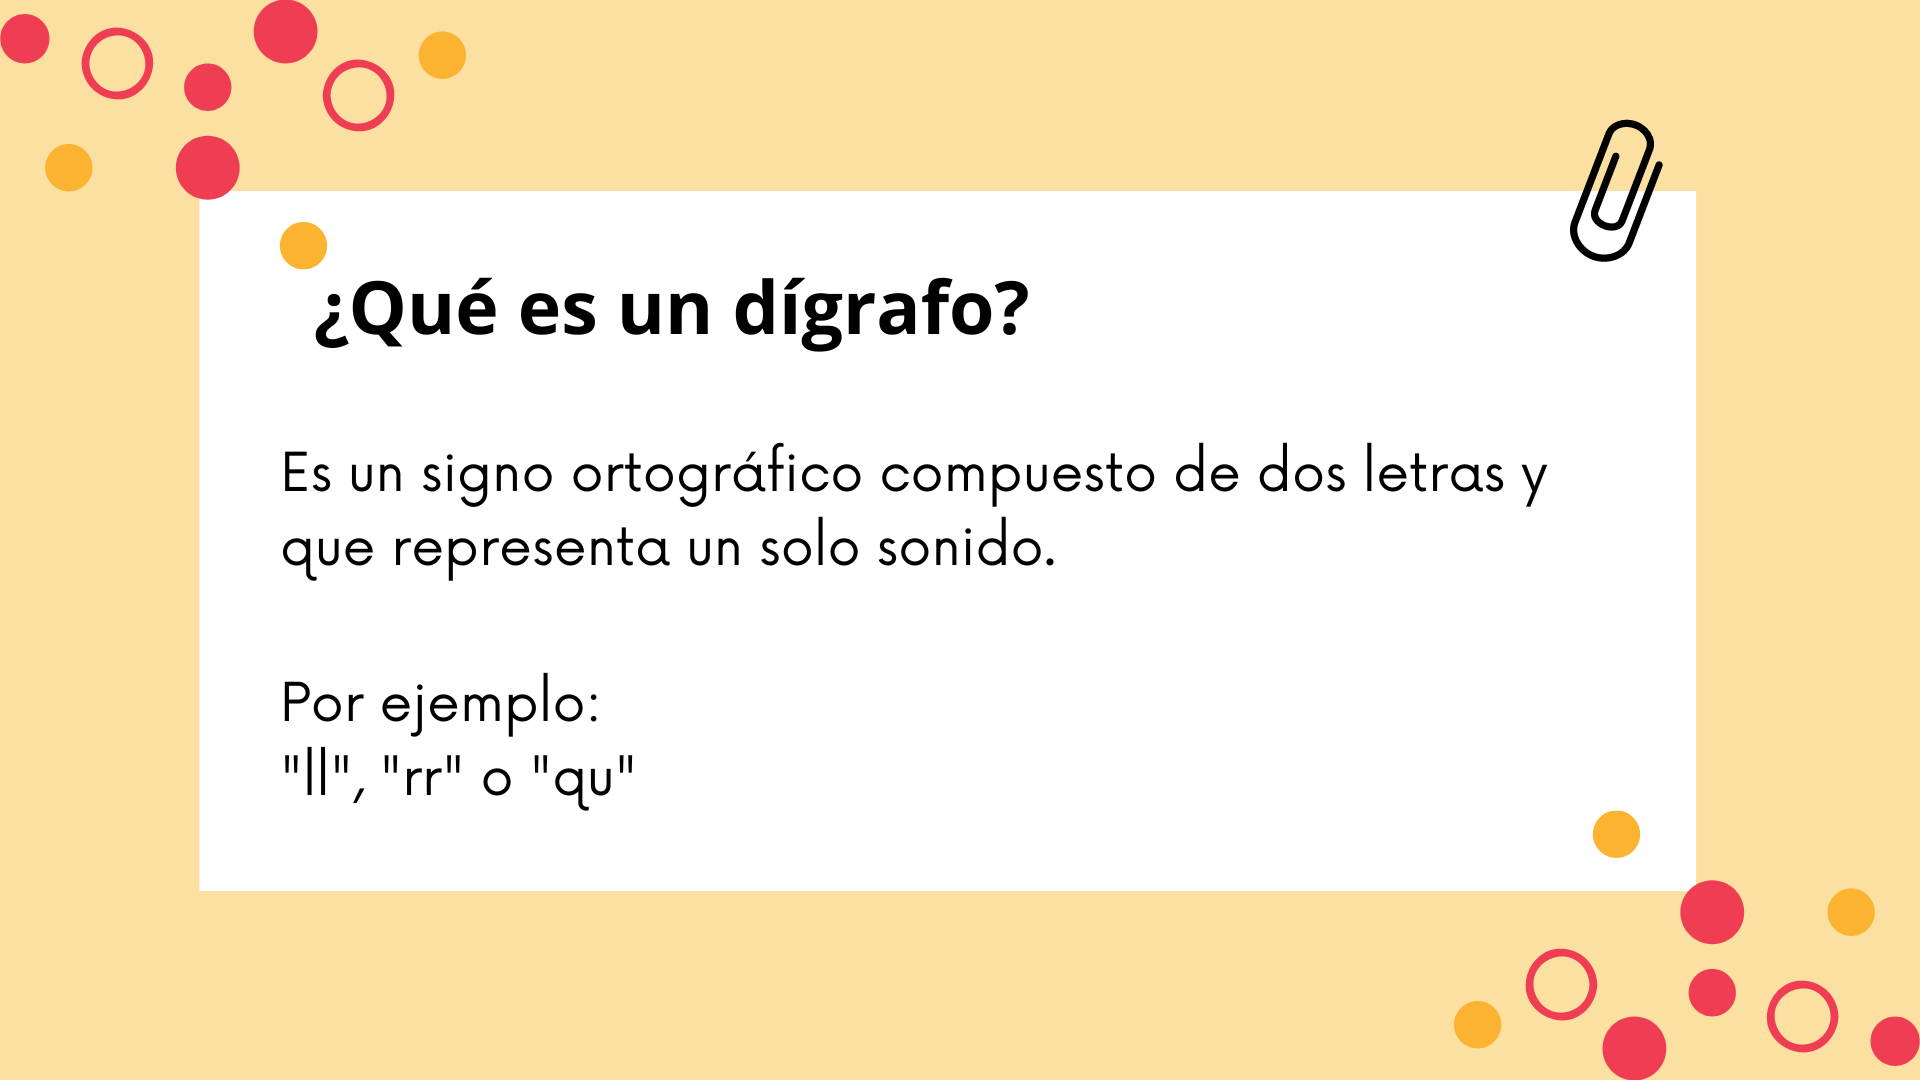 ¿Qué es un dígrafo?
Es un signo ortográfico compuesto de dos letras y
que representa un solo sonido.
Por ejemplo:
"ll", "rr" o "qu"